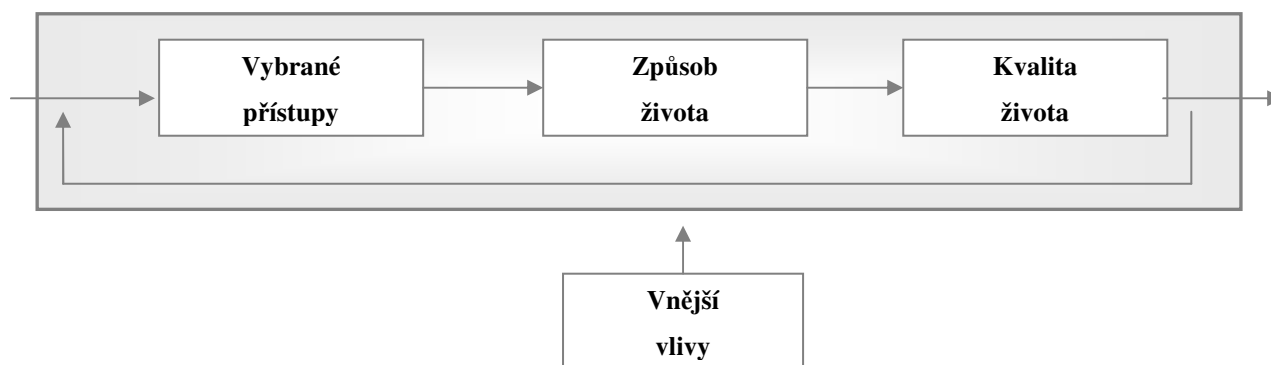 Vybrané
přístupy
Způsob
života
Kvalita
života
Vnější
vlivy